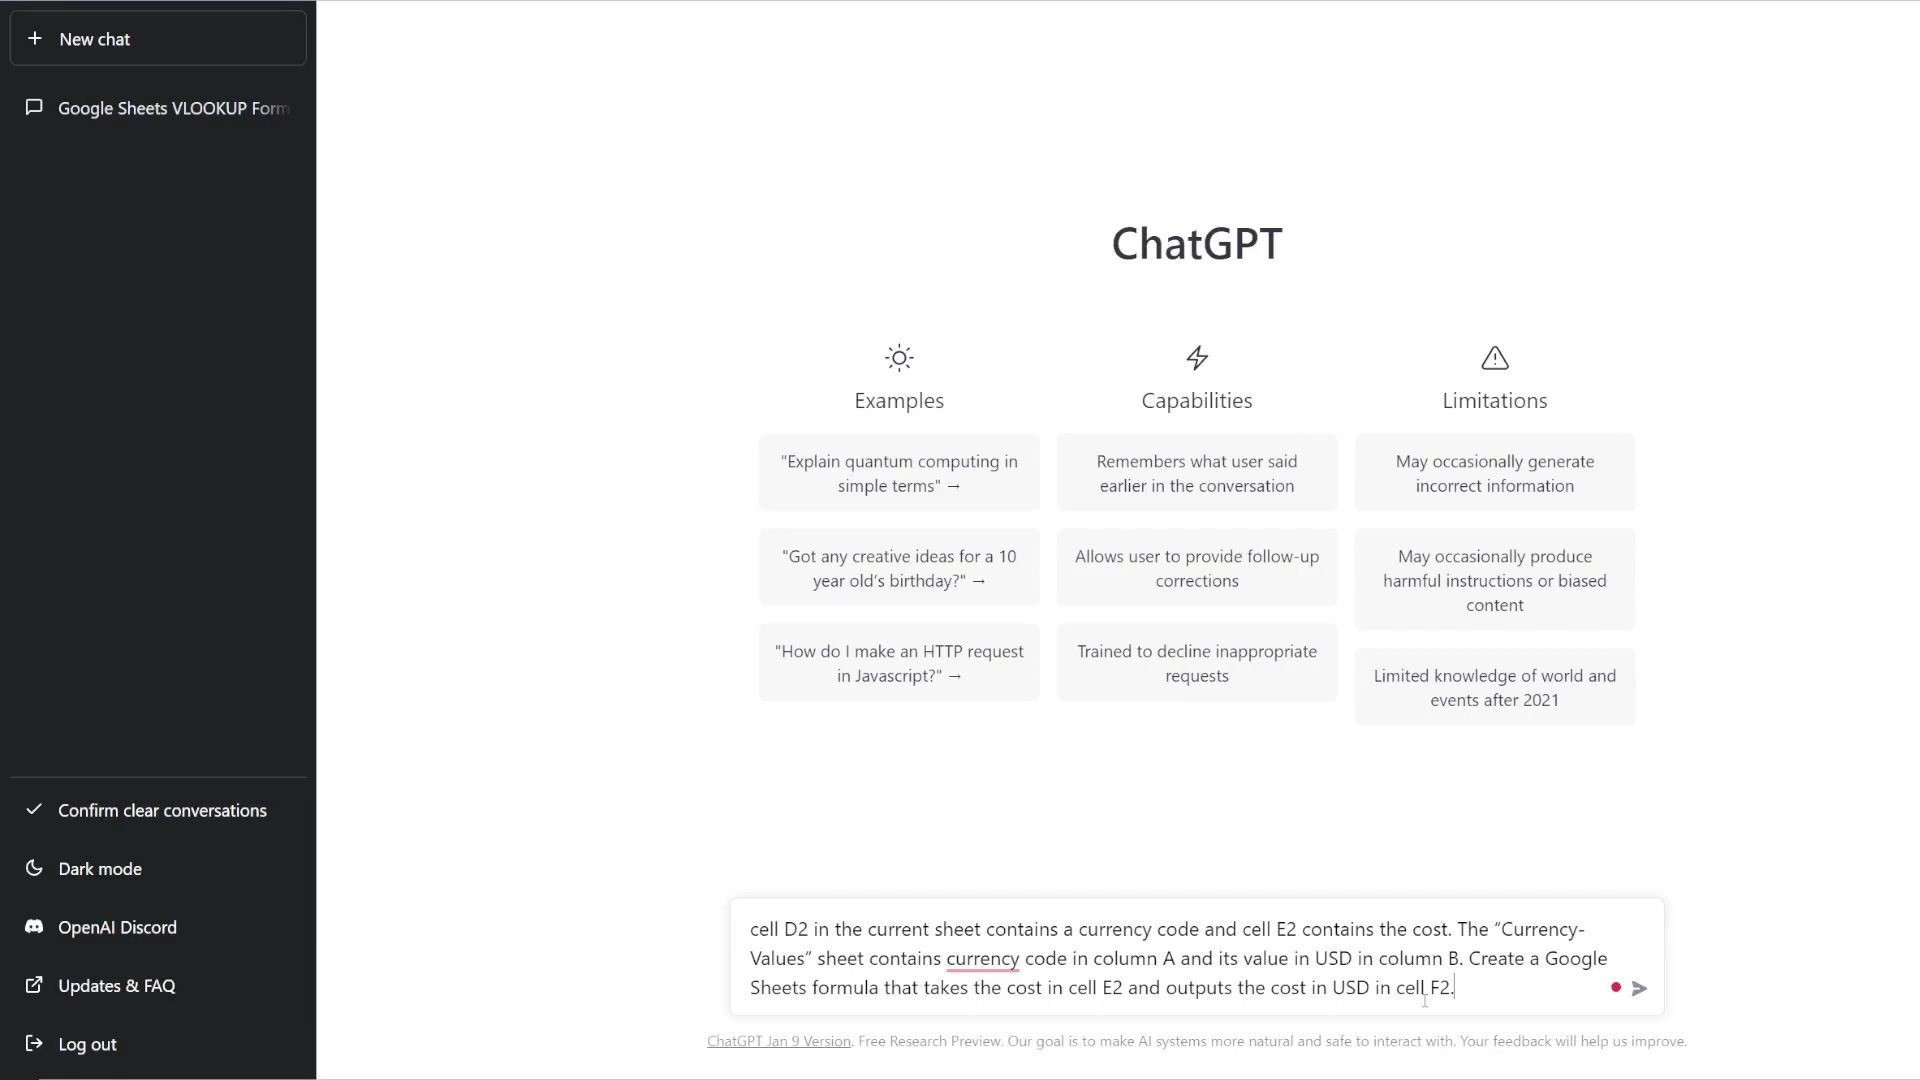 New chat
Google Sheets VLOOKUP Form
Confirm clear conversations
Dark mode
OpenAI Discord
Updates & FAQ
Log out
ChatGPT
Examples
"Explain quantum computing in
simple terms" →
"Got any creative ideas for a 10
year old's birthday?" →
"How do I make an HTTP request
in Javascript?" →
Capabilities
Remembers what user said
earlier in the conversation
Allows user to provide follow-up
corrections
Trained to decline inappropriate
requests
Limitations
May occasionally generate
incorrect information
May occasionally produce
harmful instructions or biased
content
Limited knowledge of world and
events after 2021
cell D2 in the current sheet contains a currency code and cell E2 contains the cost. The “Currency-
Values” sheet contains currency code in column A and its value in USD in column B. Create a Google
Sheets formula that takes the cost in cell E2 and outputs the cost in USD in cell F2.
ChatGPT Jan 9 Version. Free Research Preview. Our goal is to make AI systems more natural and safe to interact with. Your feedback will help us improve.